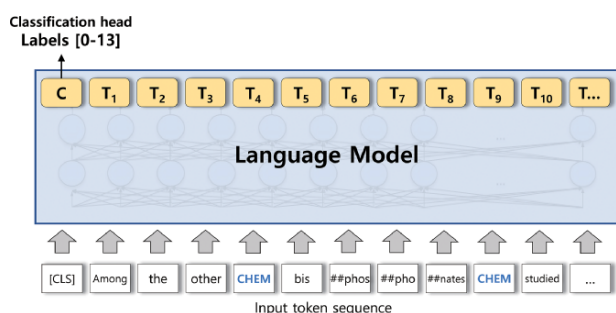 Classification head
Labels [0-13]
C T1 T2 T3 T4 T5 T6 T7 T8 T9 T10 T...
Language Model
[CLS] Among the other CHEM bis ##phos ##pho ##nates CHEM studied ...
Input token sequence